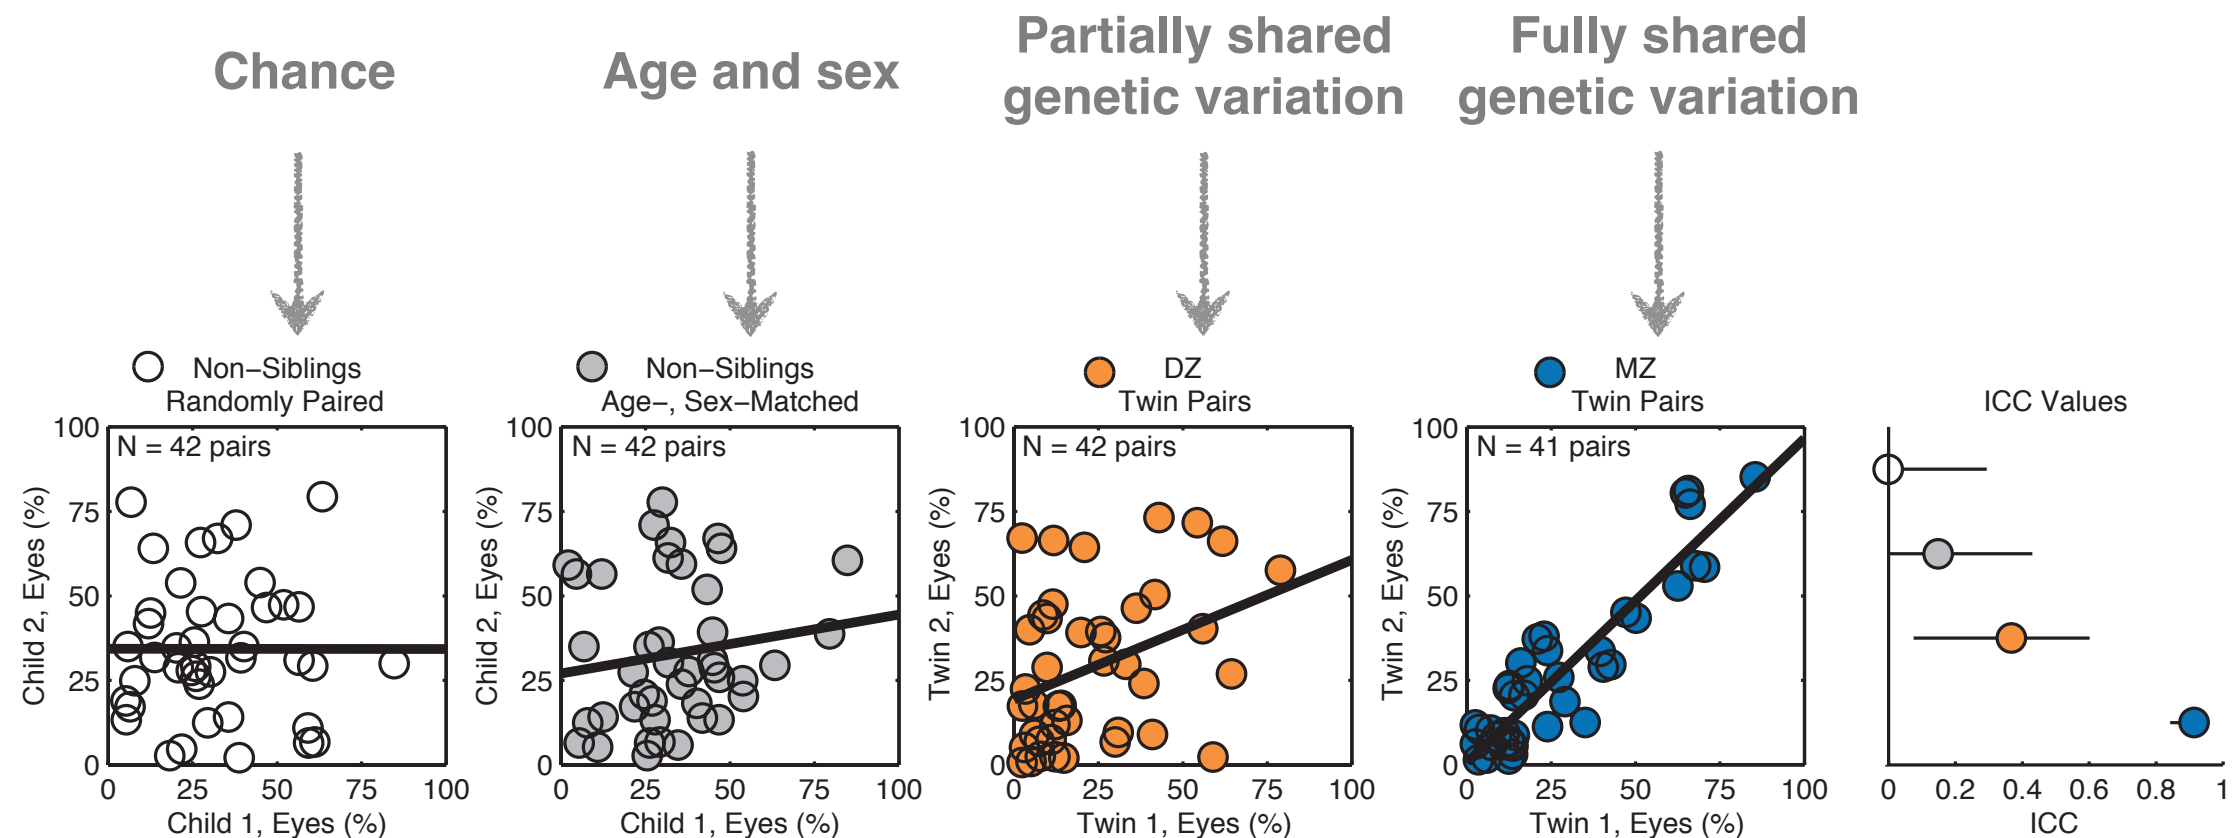 Chance
Age and sex
Partially shared
genetic variation
Fully shared
genetic variation
Non–Siblings
Randomly Paired
N = 42 pairs
100
75
50
25
0
0 25 50 75 100
Child 2, Eyes (%)
Child 1, Eyes (%)
Non–Siblings
Age–, Sex–Matched
N = 42 pairs
100
75
50
25
0
0 25 50 75 100
Child 2, Eyes (%)
Child 1, Eyes (%)
DZ
Twin Pairs
N = 42 pairs
100
75
50
25
0
0 25 50 75 100
Twin 2, Eyes (%)
Twin 1, Eyes (%)
MZ
Twin Pairs
N = 41 pairs
100
75
50
25
0
0 25 50 75 100
Twin 2, Eyes (%)
Twin 1, Eyes (%)
ICC Values
0 0.2 0.4 0.6 0.8 1
ICC